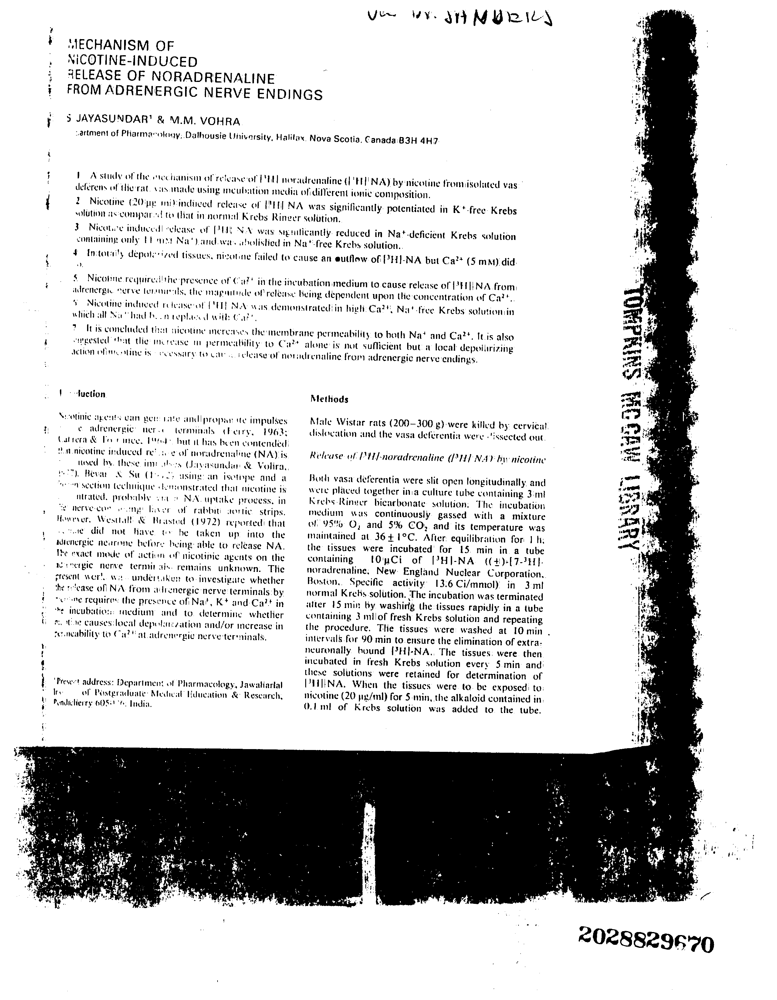 MECHANISM OF
NICOTINE-INDUCED
RELEASE OF NORADRENALINE
FROM ADRENERGIC NERVE ENDINGS
S JAYASUNDAR¹ & M.M. VOHRA
artment of Pharmacology, Dalhousie University, Halifax, Nova Scotia, Canada B3H 4H7
1 A study of the mechanism of release of [³H] noradrenaline ([³H] NA) by nicotine from isolated vas
deferens of the rat was made using incubation media of different ionic composition.
2 Nicotine (20 µg ml) induced release of [³H] NA was significantly potentiated in K⁺-free Krebs
solution as compared to that in normal Krebs Ringer solution.
3 Nicotine induced release of [³H] NA was significantly reduced in Na⁺-deficient Krebs solution
containing only 11 mM Na⁺) and was abolished in Na⁺-free Krebs solution.
4 In totally depolarized tissues, nicotine failed to cause an outflow of [³H]-NA but Ca²⁺ (5 mM) did
5 Nicotine required the presence of Ca²⁺ in the incubation medium to cause release of [³H] NA from
adrenergic nerve terminals, the magnitude of release being dependent upon the concentration of Ca²⁺.
Nicotine induced release of [³H] NA was demonstrated in high Ca²⁺, Na⁺-free Krebs solution in
which all Na⁺ had been replaced with Ca²⁺.
7 It is concluded that nicotine increases the membrane permeability to both Na⁺ and Ca²⁺. It is also
suggested that the increase in permeability to Ca²⁺ alone is not sufficient but a local depolarizing
action of nicotine is necessary to cause release of noradrenaline from adrenergic nerve endings.
duction
Nicotinic agents can generate and propagate impulses
adrenergic nerve terminals (Ferry, 1963;
Cabrera & 1964) but it has been contended
that nicotine induced release of noradrenaline (NA) is
used by these impulses (Jayasundar & Vohra,
Bevan & Su using an isotope and a
section technique demonstrated that nicotine is
ntrated, probably via a NA uptake process, in
nerve containing layer of rabbit aortic strips.
However, Westfall & Brasted (1972) reported that
did not have to be taken up into the
adrenergic neurone before being able to release NA.
The exact mode of action of nicotinic agents on the
adrenergic nerve terminals remains unknown. The
present work was undertaken to investigate whether
the release of NA from adrenergic nerve terminals by
requires the presence of Na⁺, K⁺ and Ca²⁺ in
the incubation medium and to determine whether
nicotine causes local depolarization and/or increase in
permeability to Ca²⁺ at adrenergic nerve terminals.
¹Present address: Department of Pharmacology, Jawaharlal
of Postgraduate Medical Education & Research,
Pondicherry India.
Methods
Male Wistar rats (200–300 g) were killed by cervical
dislocation and the vasa deferentia were dissected out.
Release of [³H]-noradrenaline ([³H] NA) by nicotine
Both vasa deferentia were slit open longitudinally and
were placed together in a culture tube containing 3 ml
Krebs-Ringer bicarbonate solution. The incubation
medium was continuously gassed with a mixture
of 95% O₂ and 5% CO₂ and its temperature was
maintained at 36 ± 1°C. After equilibration for 1 h,
the tissues were incubated for 15 min in a tube
containing 10 µCi of [³H]-NA ((±)-[7-³H]-
noradrenaline, New England Nuclear Corporation,
Boston. Specific activity 13.6 Ci/mmol) in 3 ml
normal Krebs solution. The incubation was terminated
after 15 min by washing the tissues rapidly in a tube
containing 3 ml of fresh Krebs solution and repeating
the procedure. The tissues were washed at 10 min
intervals for 90 min to ensure the elimination of extra-
neuronally bound [³H]-NA. The tissues were then
incubated in fresh Krebs solution every 5 min and
these solutions were retained for determination of
[³H]-NA. When the tissues were to be exposed to
nicotine (20 µg/ml) for 5 min, the alkaloid contained in
0.1 ml of Krebs solution was added to the tube.
TOMPKINS MCCAW LIBRARY
2028829670